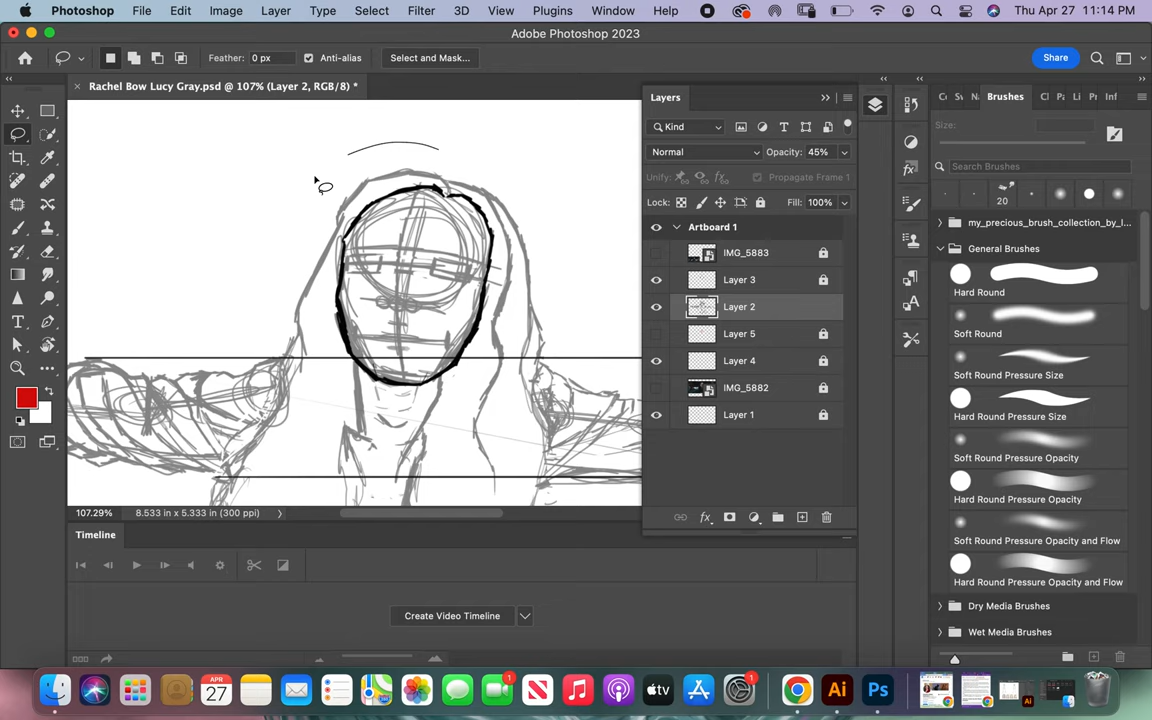 Photoshop File Edit Image Layer Type Select Filter 3D View Plugins Window Help Thu Apr 27 11:14 PM
Adobe Photoshop 2023
Feather: 0 px Anti-alias Select and Mask... Share
Rachel Bow Lucy Gray.psd @ 107% (Layer 2, RGB/8) *
Layers
Brushes Inf
Kind
Size:
Normal Opacity: 45%
Search Brushes
Unify: Propagate Frame 1
20
Lock: Fill: 100%
my_precious_brush_collection_by_l...
Artboard 1
General Brushes
IMG_5883
Hard Round
Layer 3
Soft Round
Layer 2
Soft Round Pressure Size
Layer 5
Hard Round Pressure Size
Layer 4
Soft Round Pressure Opacity
IMG_5882
Hard Round Pressure Opacity
Layer 1
Soft Round Pressure Opacity and Flow
Hard Round Pressure Opacity and Flow
107.29% 8.533 in x 5.333 in (300 ppi)
Timeline
Create Video Timeline
Dry Media Brushes
Wet Media Brushes
APR
27
1
1
Ai
Ps